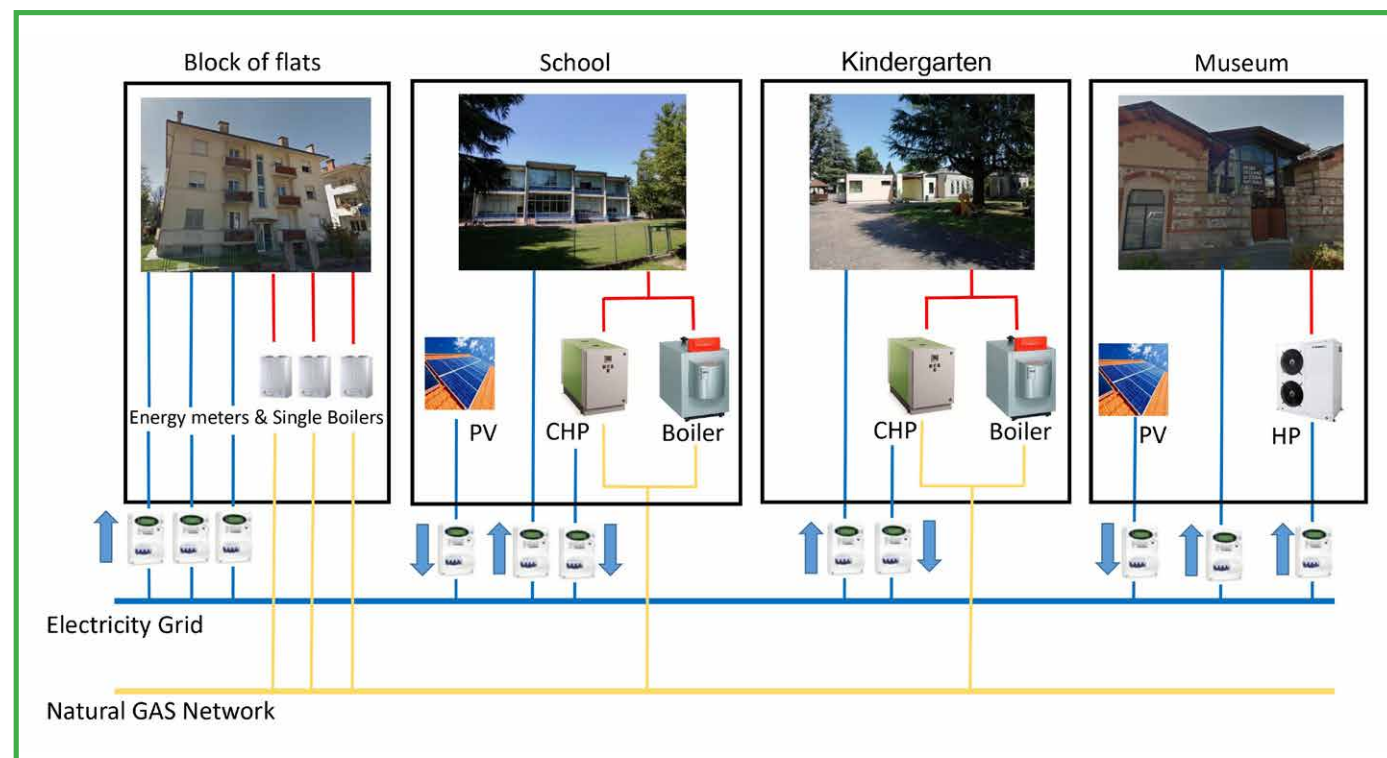 Block of flats
School
Kindergarten
Museum
Energy meters & Single Boilers
PV
CHP
Boiler
CHP
Boiler
PV
HP
Electricity Grid
Natural GAS Network